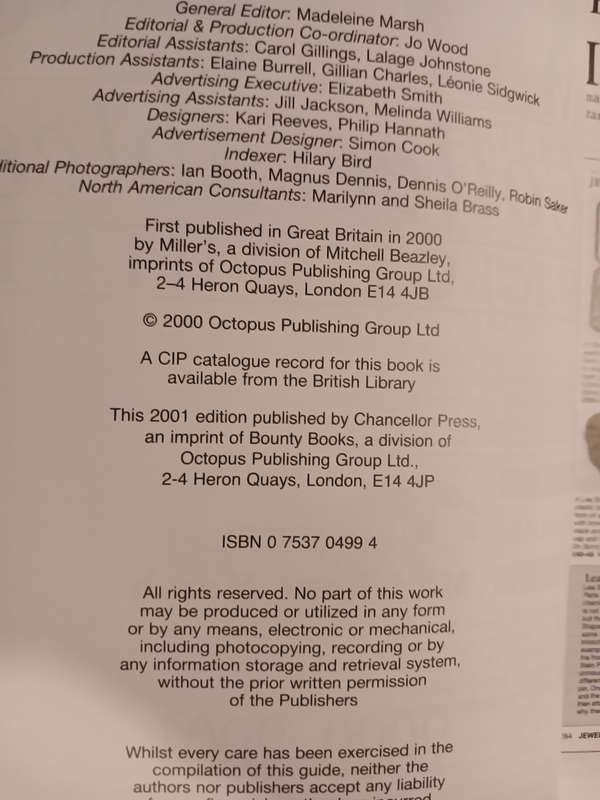 General Editor: Madeleine Marsh
Editorial & Production Co-ordinator: Jo Wood
Editorial Assistants: Carol Gillings, Lalage Johnstone
Production Assistants: Elaine Burrell, Gillian Charles, Léonie Sidgwick
Advertising Executive: Elizabeth Smith
Advertising Assistants: Jill Jackson, Melinda Williams
Designers: Kari Reeves, Philip Hannath
Advertisement Designer: Simon Cook
Indexer: Hilary Bird
ditional Photographers: Ian Booth, Magnus Dennis, Dennis O'Reilly, Robin Saker
North American Consultants: Marilynn and Sheila Brass
First published in Great Britain in 2000
by Miller's, a division of Mitchell Beazley,
imprints of Octopus Publishing Group Ltd,
2–4 Heron Quays, London E14 4JB
© 2000 Octopus Publishing Group Ltd
A CIP catalogue record for this book is
available from the British Library
This 2001 edition published by Chancellor Press,
an imprint of Bounty Books, a division of
Octopus Publishing Group Ltd.,
2-4 Heron Quays, London, E14 4JP
ISBN 0 7537 0499 4
All rights reserved. No part of this work
may be produced or utilized in any form
or by any means, electronic or mechanical,
including photocopying, recording or by
any information storage and retrieval system,
without the prior written permission
of the Publishers
Whilst every care has been exercised in the
compilation of this guide, neither the
authors nor publishers accept any liability